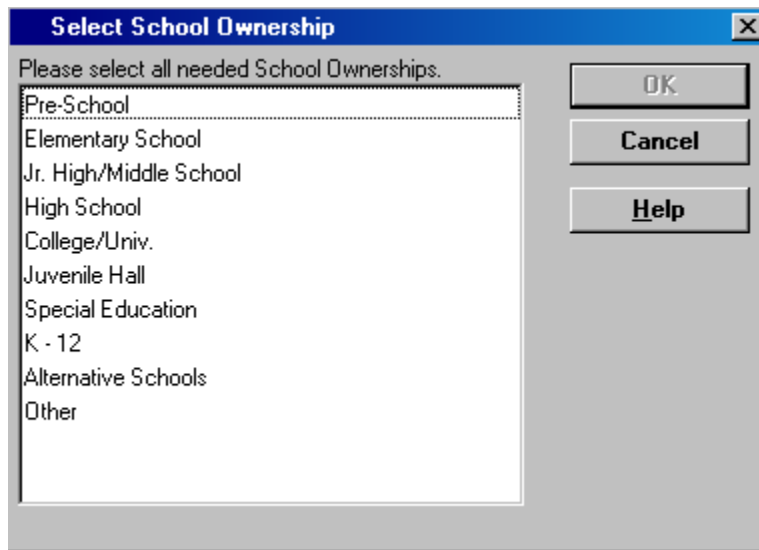 Select School Ownership
Please select all needed School Ownerships.
Pre-School
Elementary School
Jr. High/Middle School
High School
College/Univ.
Juvenile Hall
Special Education
K - 12
Alternative Schools
Other
OK
Cancel
Help